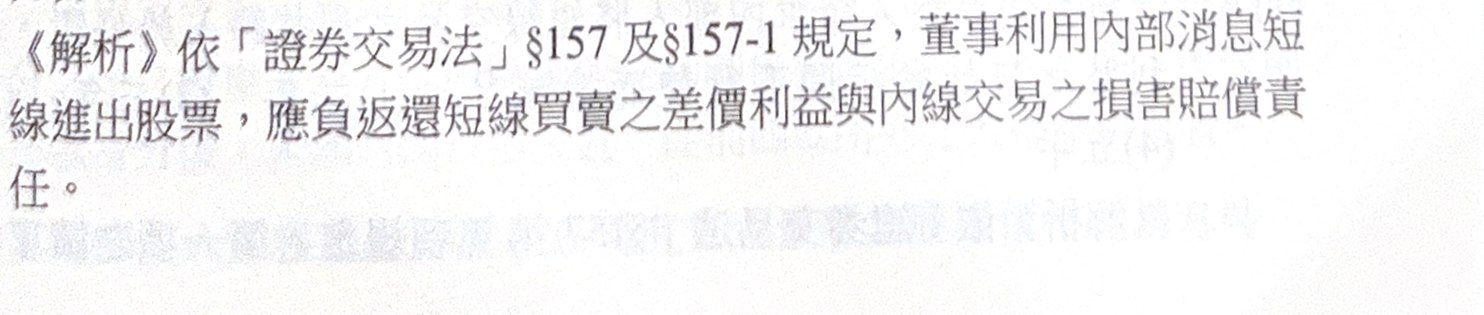 《解析》依「證券交易法」§157 及§157-1 規定，董事利用內部消息短
線進出股票，應負返還短線買賣之差價利益與內線交易之損害賠償責
任。